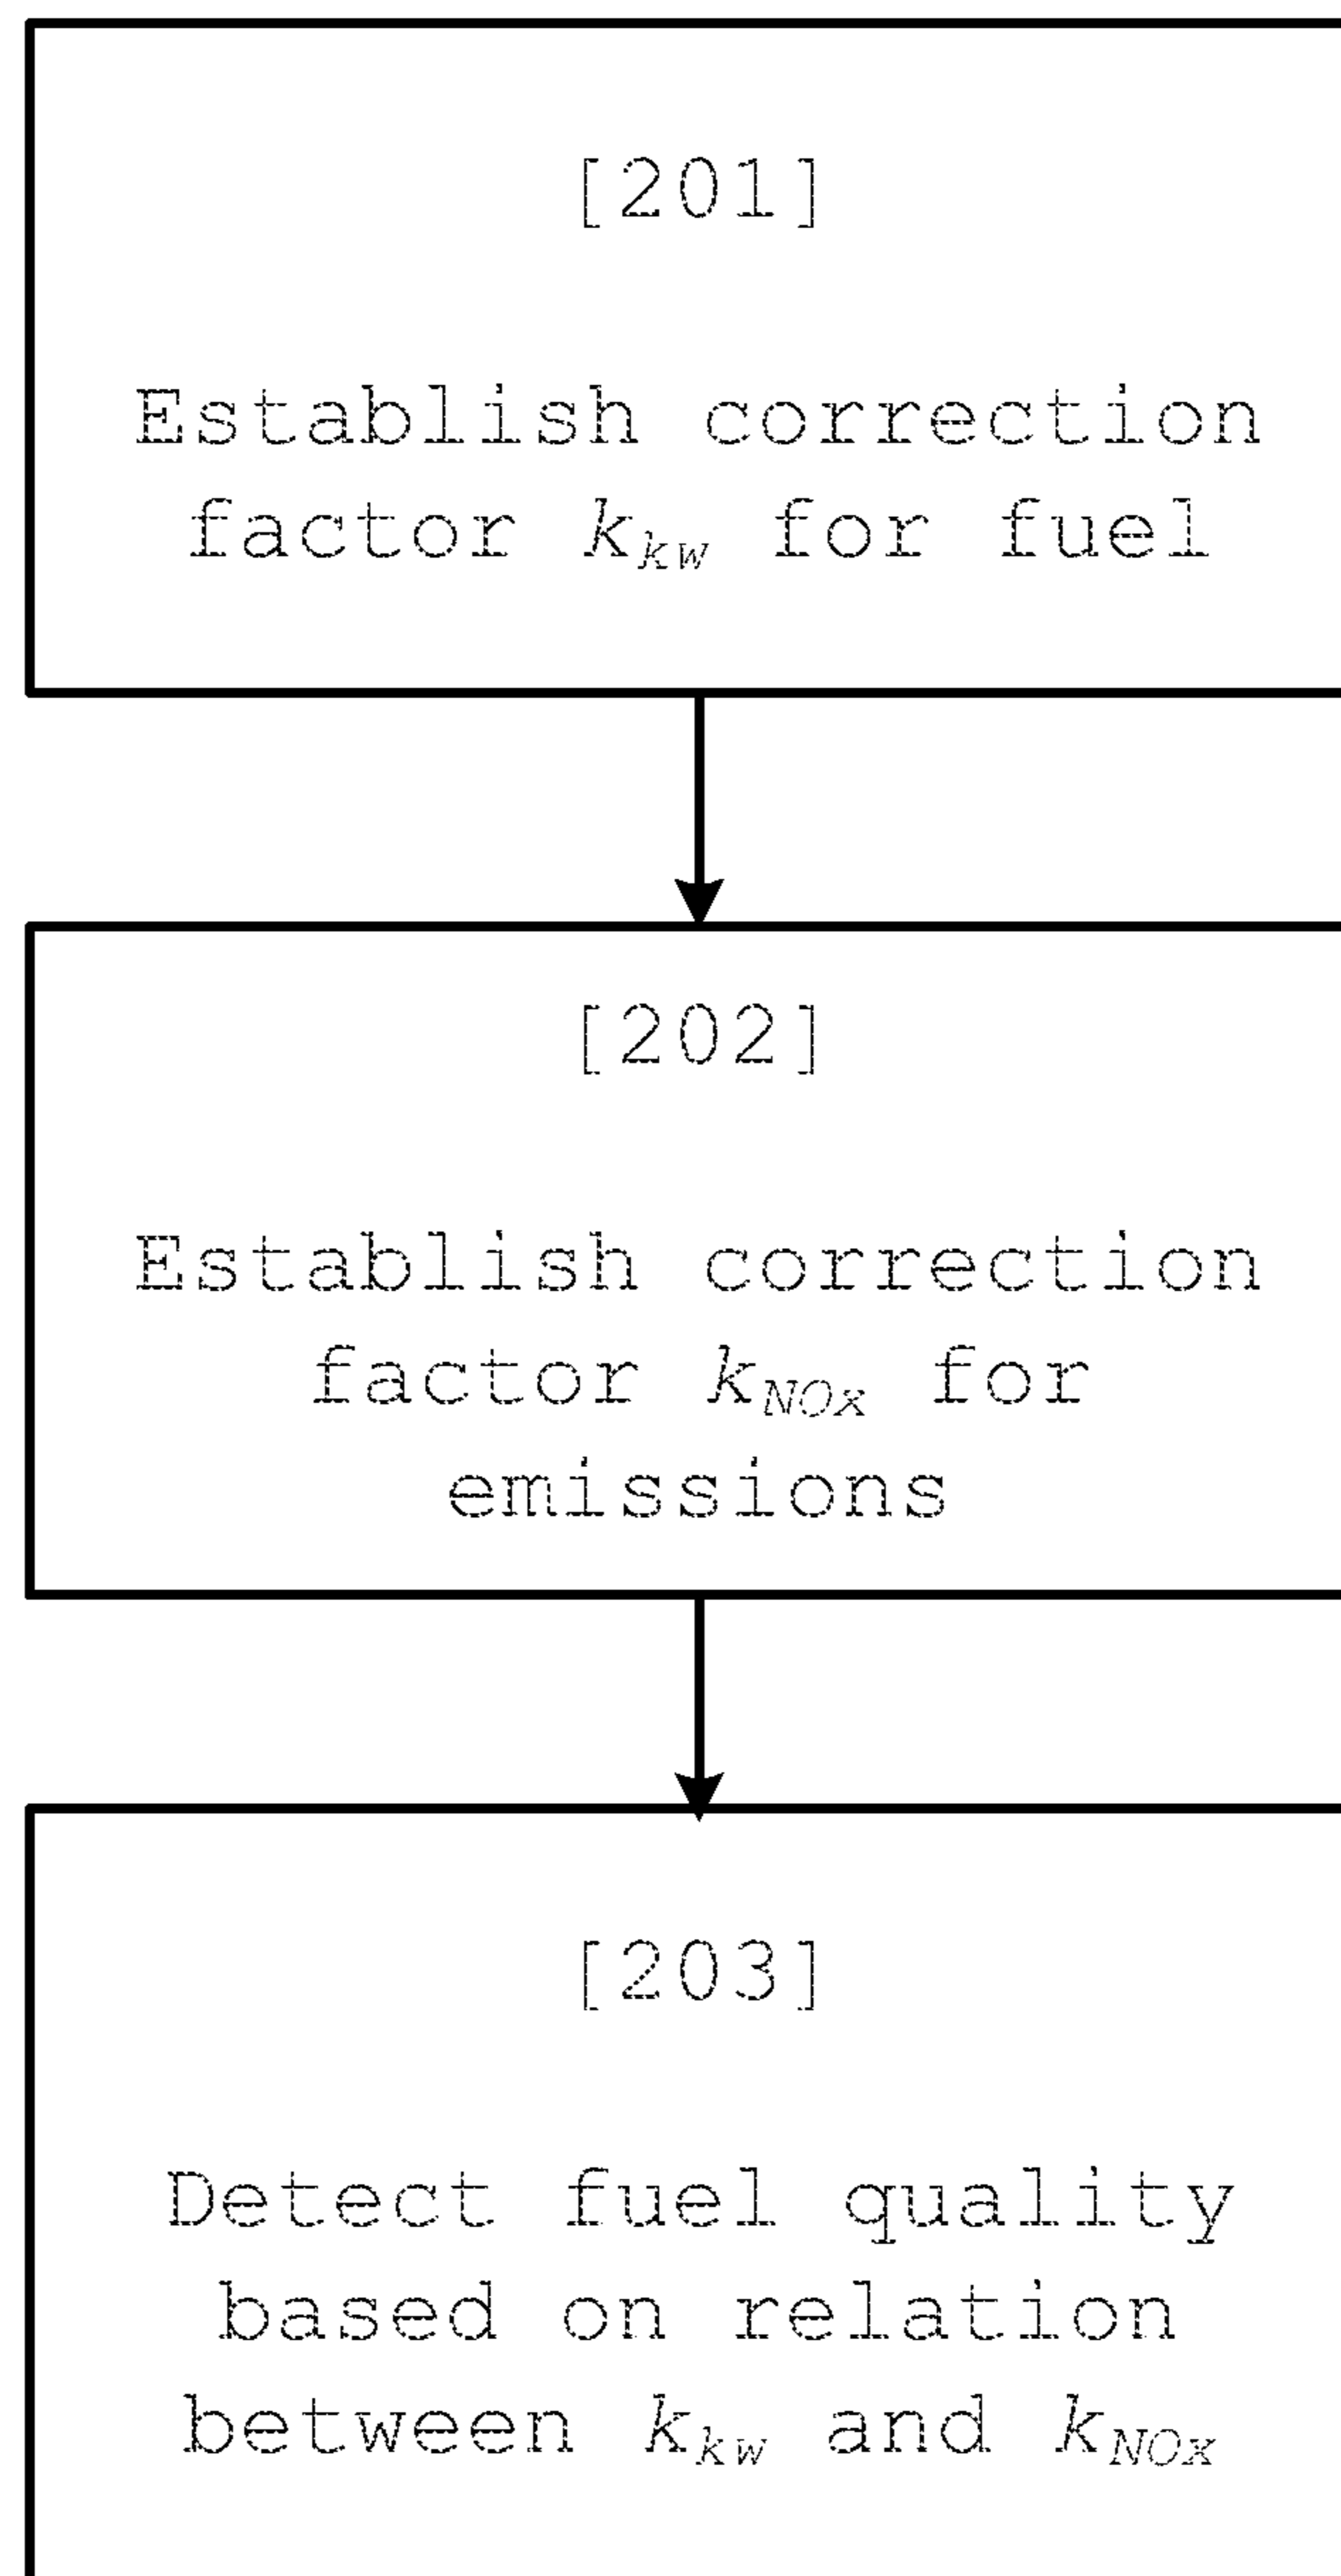 [201]
Establish correction
factor k_kw for fuel
[202]
Establish correction
factor k_NOx for
emissions
[203]
Detect fuel quality
based on relation
between k_kw and k_NOx